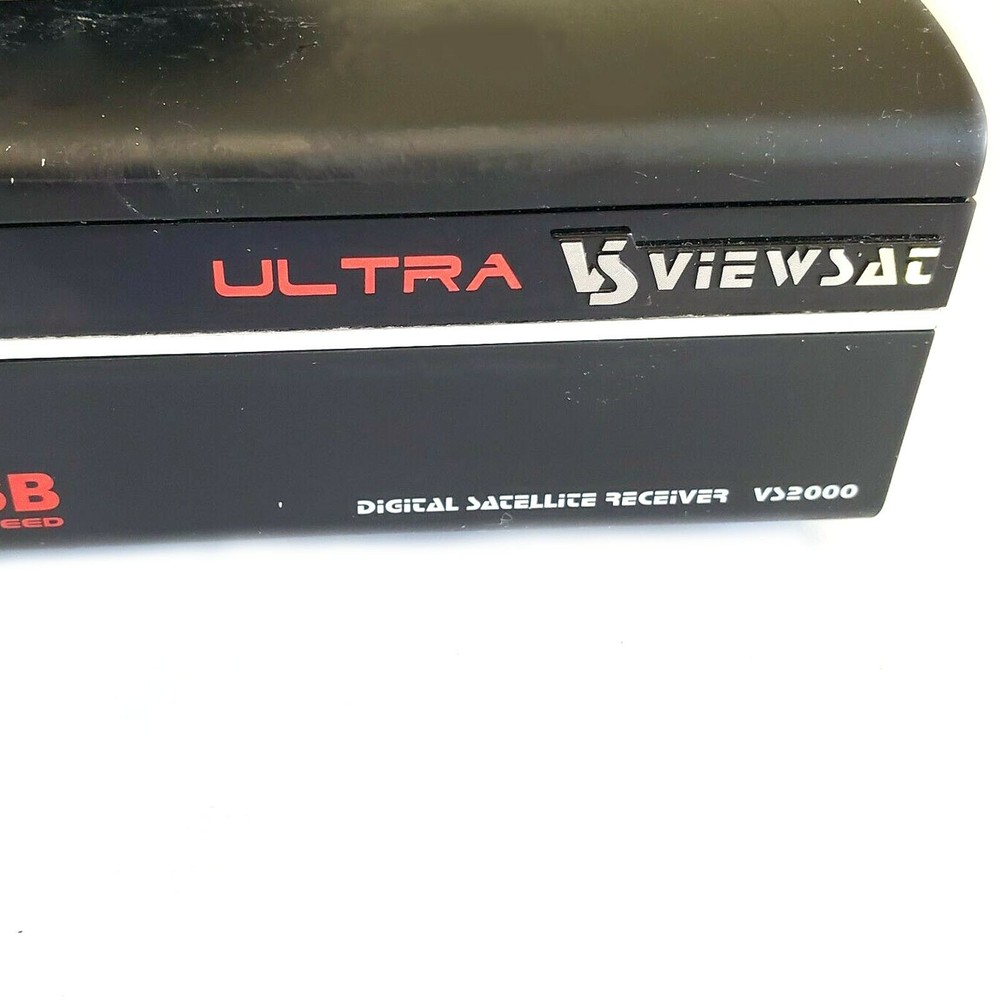 ULTRA VS ViEWSAT
DiGiTAL SATELLITE RECEiVER VS2000